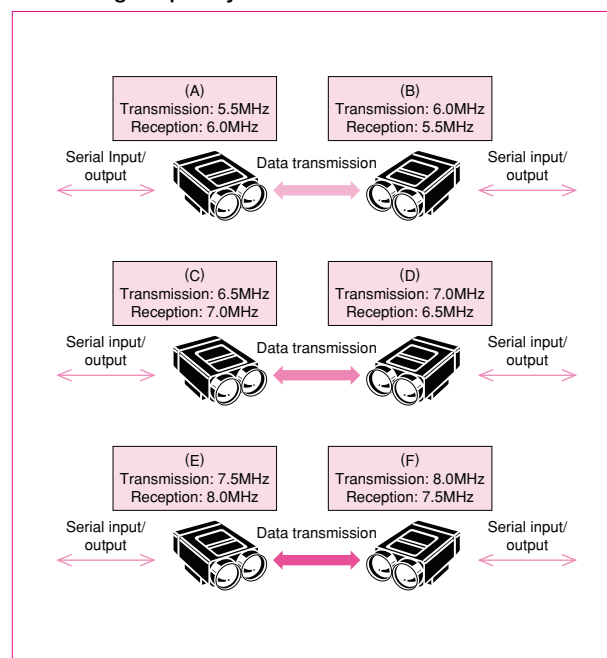 (A)
Transmission: 5.5MHz
Reception: 6.0MHz
(B)
Transmission: 6.0MHz
Reception: 5.5MHz
Serial Input/
output
Data transmission
Serial input/
output
(C)
Transmission: 6.5MHz
Reception: 7.0MHz
(D)
Transmission: 7.0MHz
Reception: 6.5MHz
Serial input/
output
Data transmission
Serial input/
output
(E)
Transmission: 7.5MHz
Reception: 8.0MHz
(F)
Transmission: 8.0MHz
Reception: 7.5MHz
Serial input/
output
Data transmission
Serial input/
output